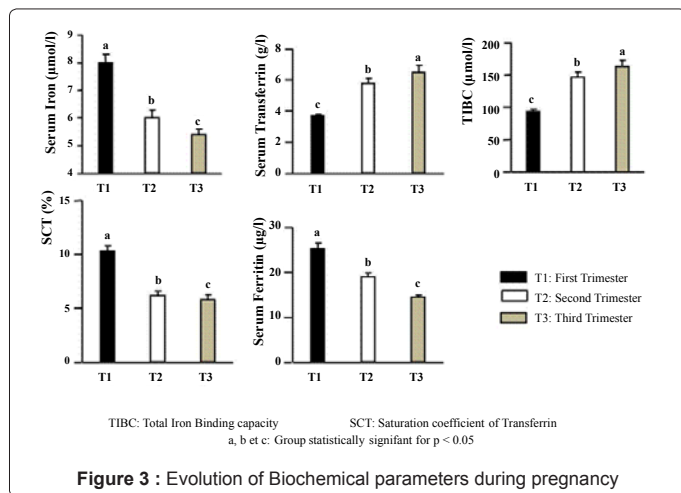 Serum Iron (µmol/l)
9
8
7
6
5
4
a
b
c
T1 T2 T3
Serum Transferrin (g/l)
8
6
4
2
0
c
b
a
T1 T2 T3
TIBC (µmol/l)
200
150
100
50
0
c
b
a
T1 T2 T3
SCT (%)
15
10
5
0
a
b
c
T1 T2 T3
Serum Ferritin (µg/l)
30
20
10
0
a
b
c
T1 T2 T3
T1: First Trimester
T2: Second Trimester
T3: Third Trimester
TIBC: Total Iron Binding capacity SCT: Saturation coefficient of Transferrin
a, b et c: Group statistically signifant for p < 0.05
Figure 3 : Evolution of Biochemical parameters during pregnancy